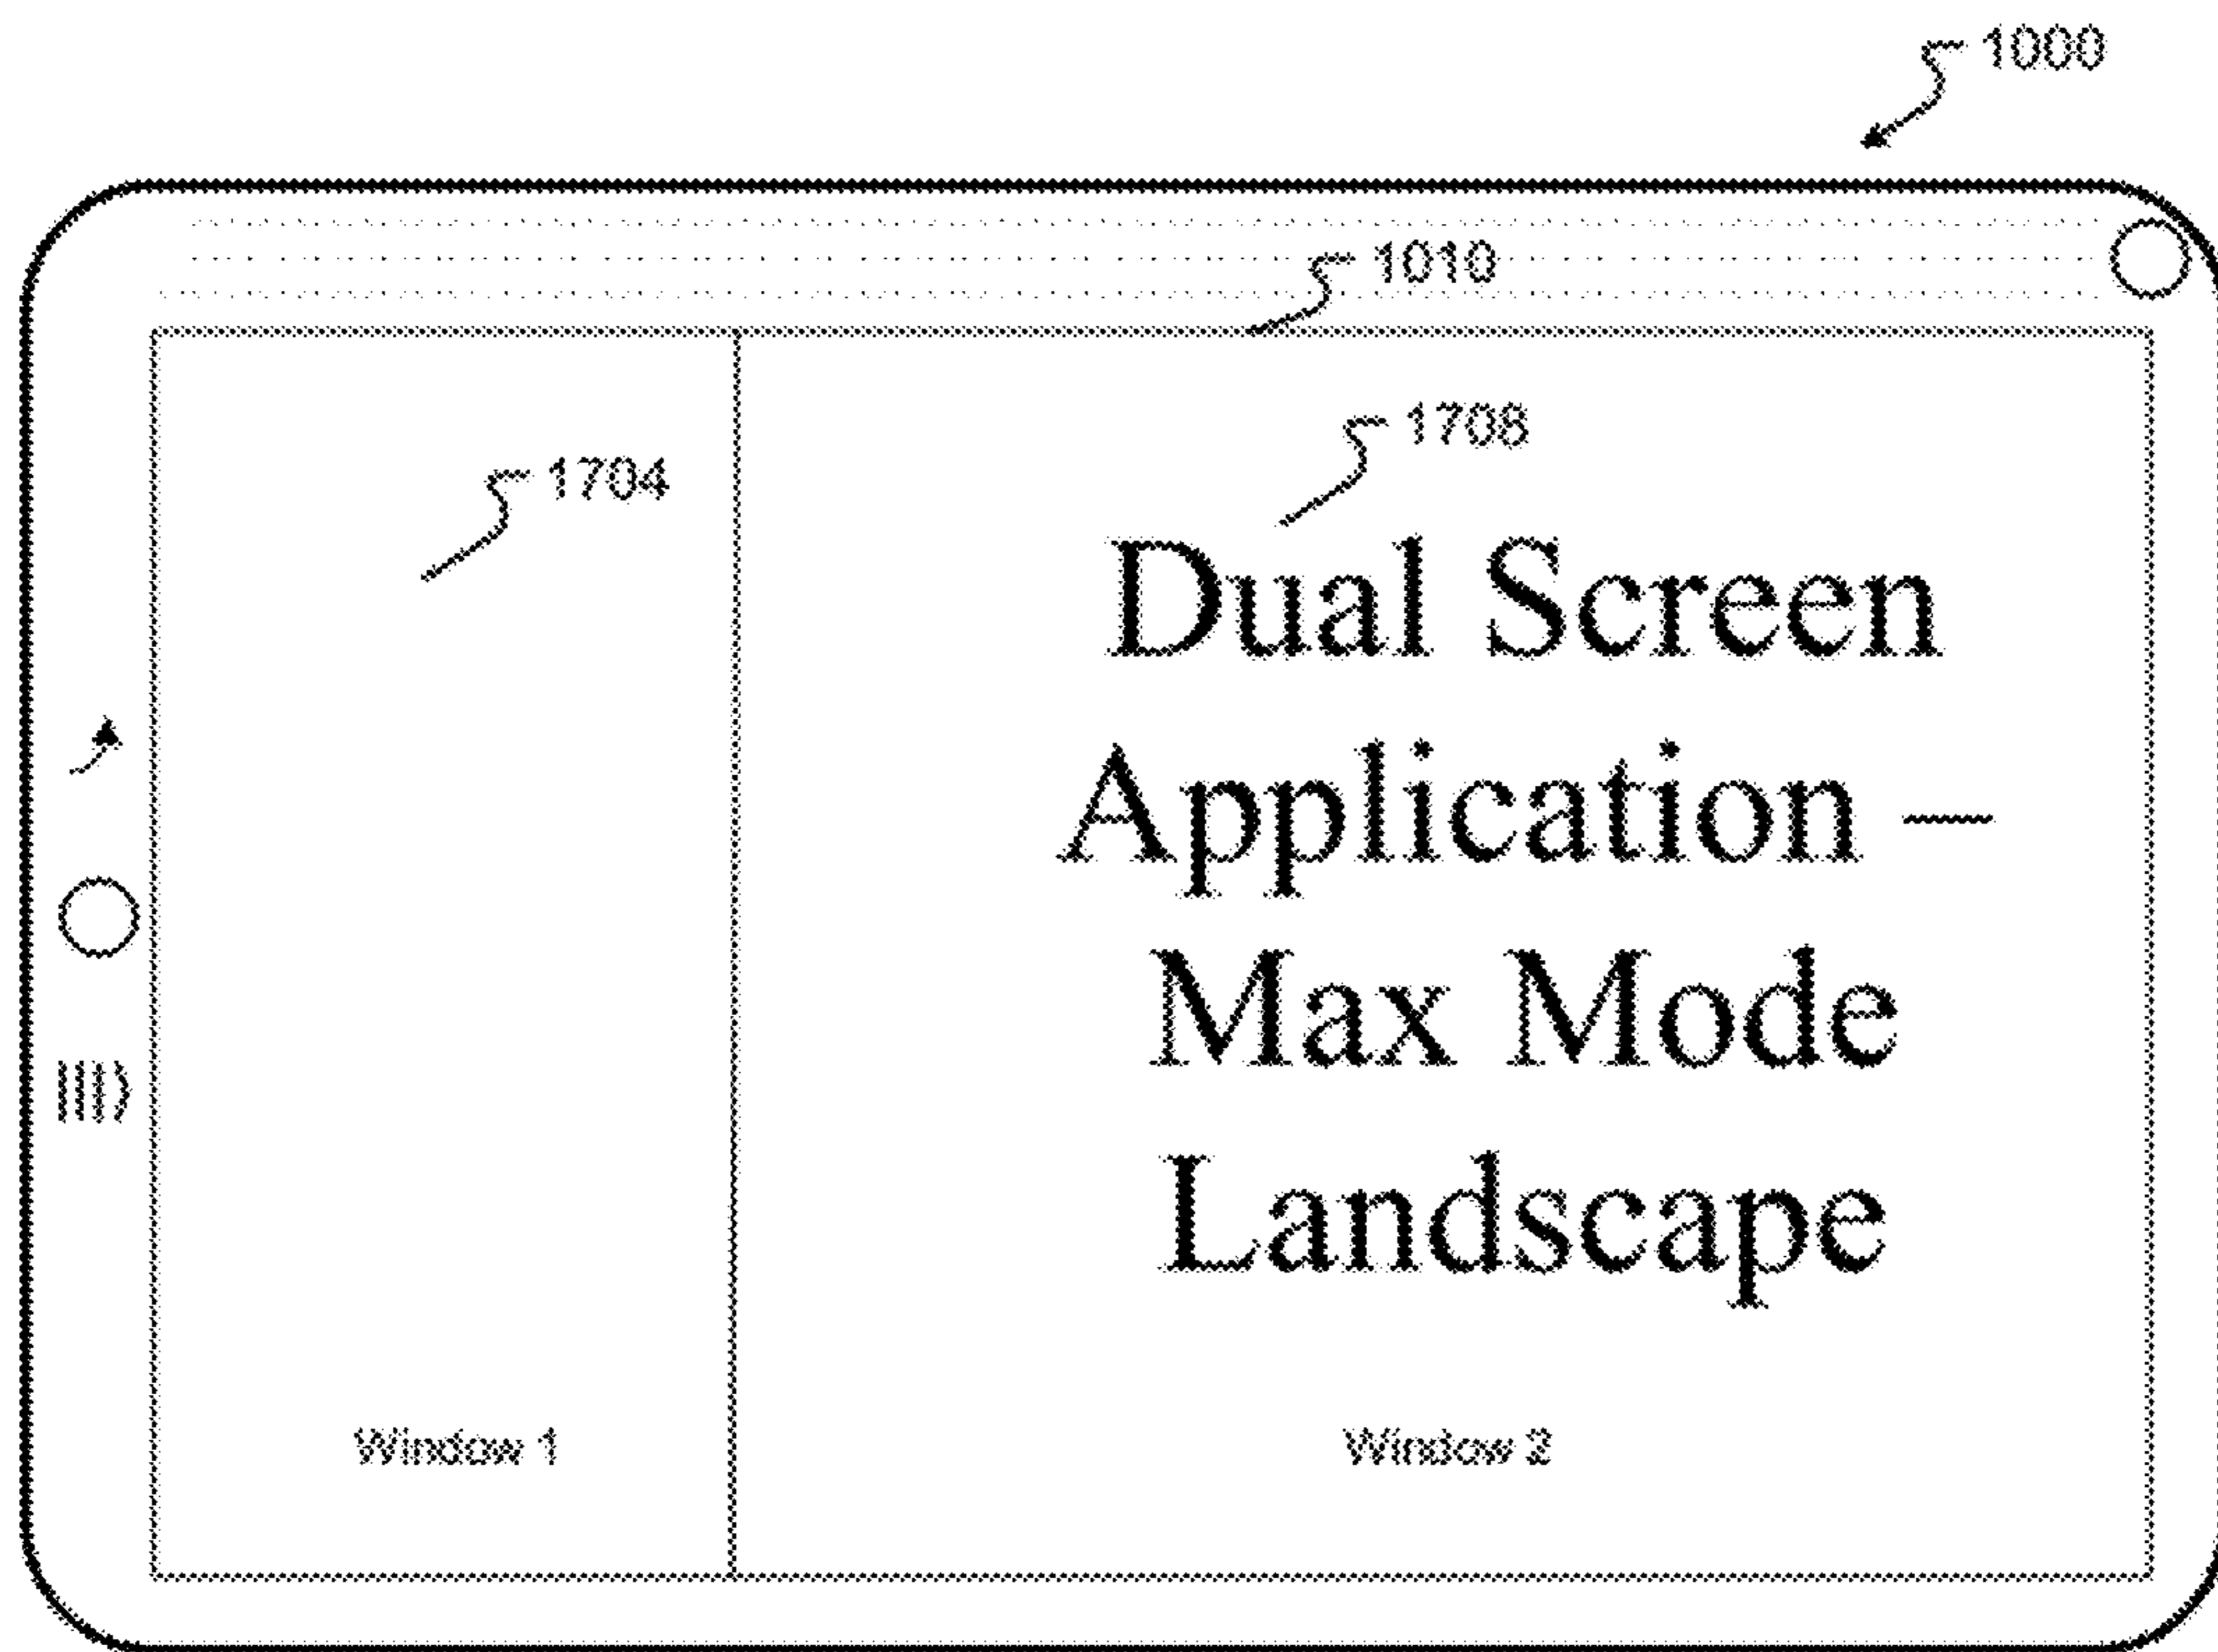 1000
1010
1708
1704
Dual Screen
Application –
Max Mode
Landscape
Window 1
Window 2